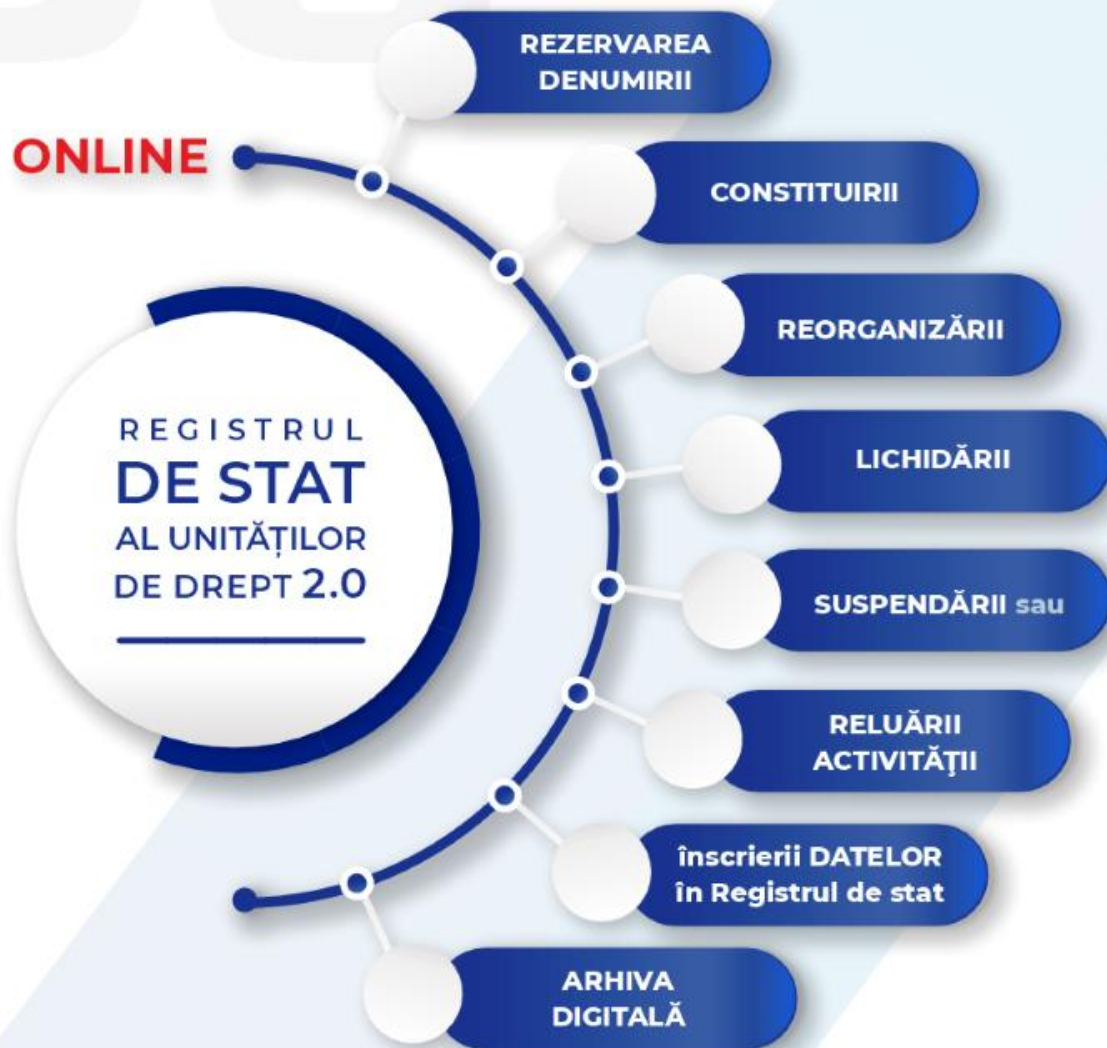 REZERVAREA
DENUMIRII
ONLINE
CONSTITUIRII
REORGANIZĂRII
REGISTRUL
DE STAT
AL UNITĂȚILOR
DE DREPT 2.0
LICHIDĂRII
SUSPENDĂRII sau
RELUĂRII
ACTIVITĂŢII
înscrierii DATELOR
în Registrul de stat
ARHIVA
DIGITALĂ